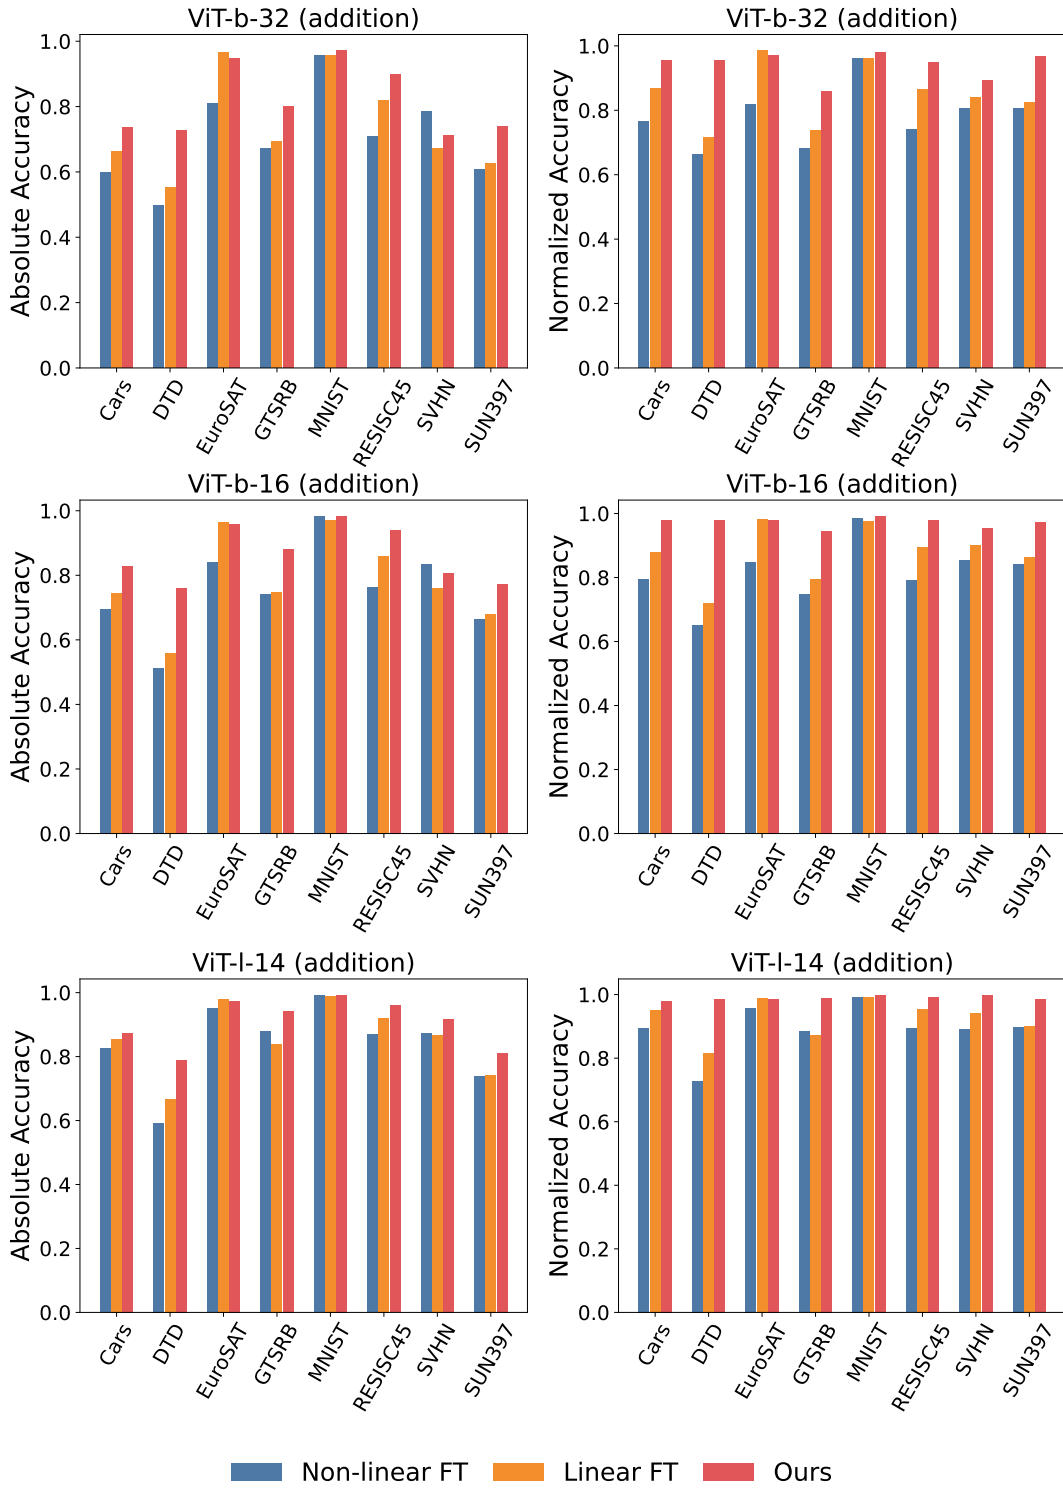 ViT-b-32 (addition)
Absolute Accuracy
1.0
0.8
0.6
0.4
0.2
0.0
Cars
DTD
EuroSAT
GTSRB
MNIST
RESISC45
SVHN
SUN397
ViT-b-32 (addition)
Normalized Accuracy
1.0
0.8
0.6
0.4
0.2
0.0
Cars
DTD
EuroSAT
GTSRB
MNIST
RESISC45
SVHN
SUN397
ViT-b-16 (addition)
Absolute Accuracy
1.0
0.8
0.6
0.4
0.2
0.0
Cars
DTD
EuroSAT
GTSRB
MNIST
RESISC45
SVHN
SUN397
ViT-b-16 (addition)
Normalized Accuracy
1.0
0.8
0.6
0.4
0.2
0.0
Cars
DTD
EuroSAT
GTSRB
MNIST
RESISC45
SVHN
SUN397
ViT-l-14 (addition)
Absolute Accuracy
1.0
0.8
0.6
0.4
0.2
0.0
Cars
DTD
EuroSAT
GTSRB
MNIST
RESISC45
SVHN
SUN397
ViT-l-14 (addition)
Normalized Accuracy
1.0
0.8
0.6
0.4
0.2
0.0
Cars
DTD
EuroSAT
GTSRB
MNIST
RESISC45
SVHN
SUN397
Non-linear FT Linear FT Ours